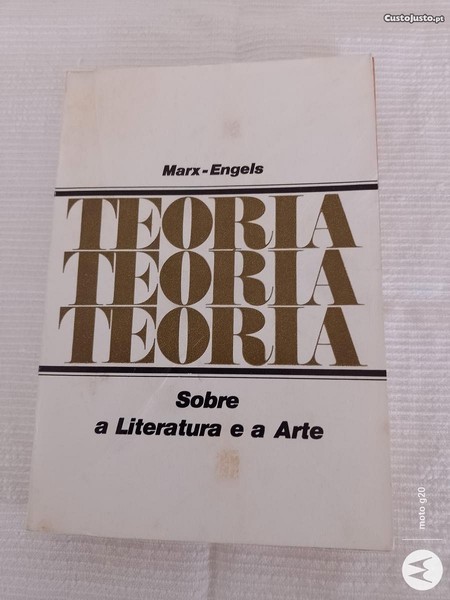 CustoJusto.pt
Marx-Engels
TEORIA
TEORIA
TEORIA
Sobre
a Literatura e a Arte
moto g20